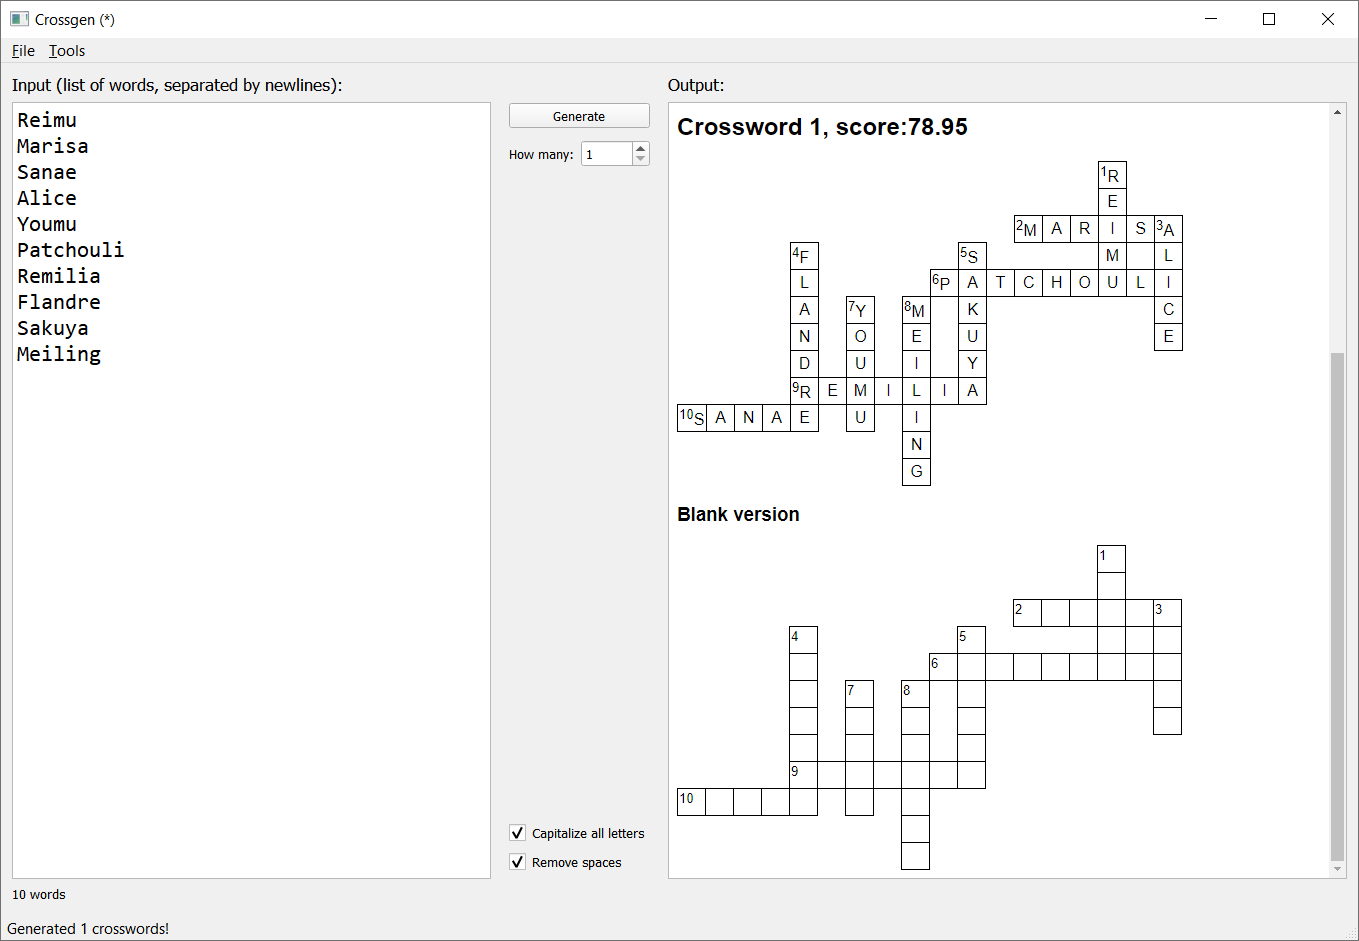 Crossgen (*)
File Tools
Input (list of words, separated by newlines):
Reimu
Marisa
Sanae
Alice
Youmu
Patchouli
Remilia
Flandre
Sakuya
Meiling
10 words
Generated 1 crosswords!
Generate
How many: 1
Capitalize all letters
Remove spaces
Output:
Crossword 1, score:78.95
1R
E
2M A R I S 3A
4F 5S M L
L 6P A T C H O U L I
A 7Y 8M K C
N O E U E
D U I Y
9R E M I L I A
10S A N A E U I
N
G
Blank version
1
2 3
4 5
6
7 8
9
10